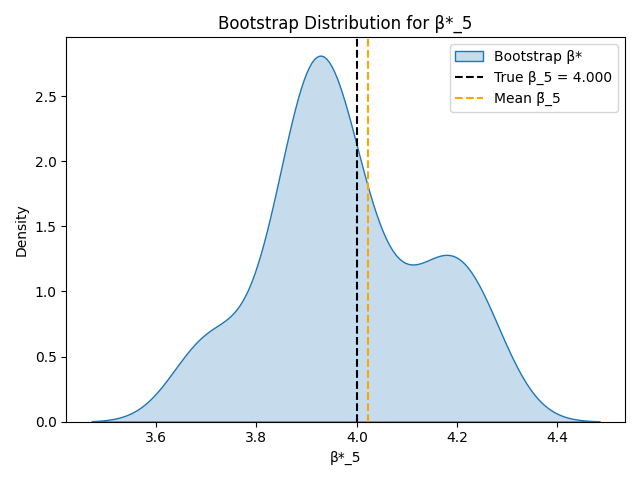 Bootstrap Distribution for β*_5
Bootstrap β*
True β_5 = 4.000
Mean β̂_5
Density
2.5
2.0
1.5
1.0
0.5
0.0
3.6 3.8 4.0 4.2 4.4
β*_5